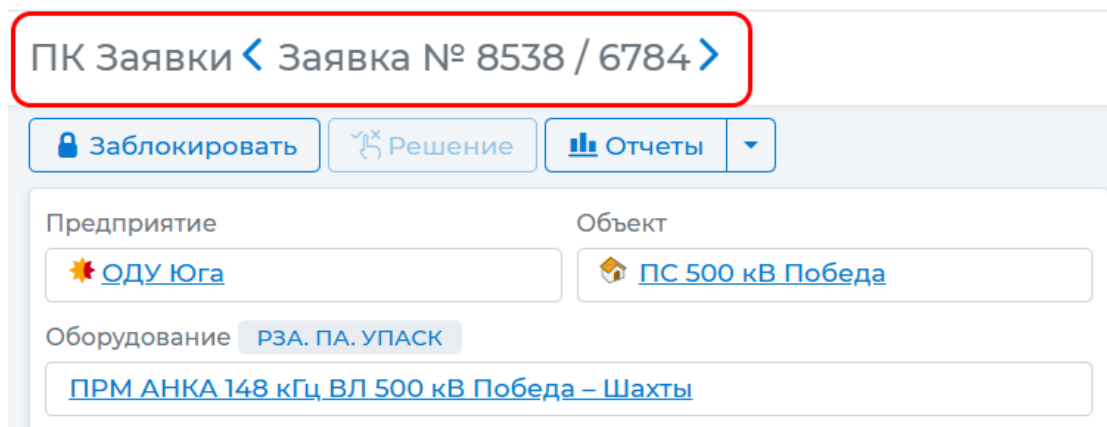 ПК Заявки Заявка № 8538 / 6784
Заблокировать Решение Отчеты
Предприятие Объект
ОДУ Юга ПС 500 кВ Победа
Оборудование РЗА. ПА. УПАСК
ПРМ АНКА 148 кГц ВЛ 500 кВ Победа – Шахты